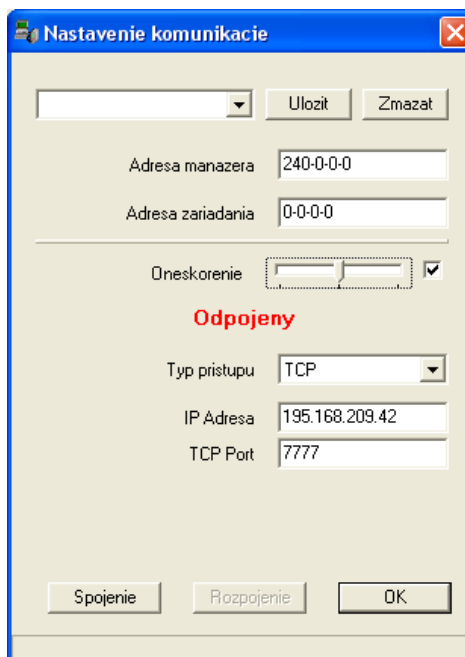 Nastavenie komunikacie
Ulozit Zmazat
Adresa manazera 240-0-0-0
Adresa zariadania 0-0-0-0
Oneskorenie
Odpojeny
Typ pristupu TCP
IP Adresa 195.168.209.42
TCP Port 7777
Spojenie Rozpojenie OK